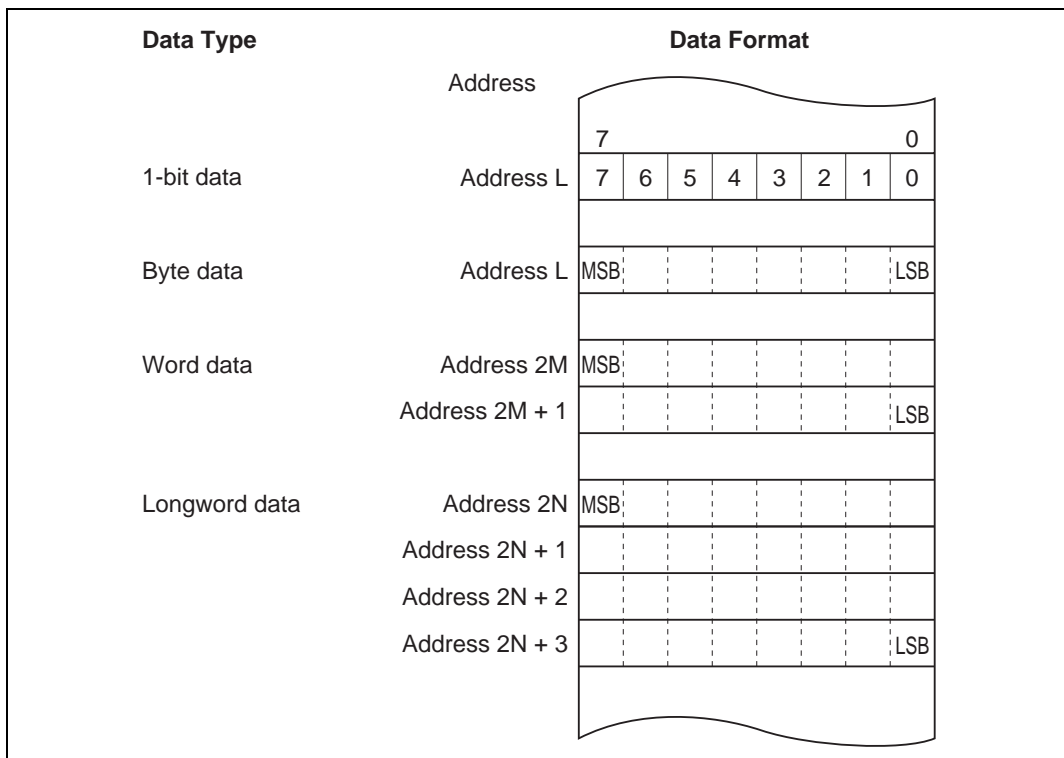 Data Type Data Format
Address
7 0
1-bit data Address L 7 6 5 4 3 2 1 0
Byte data Address L MSB LSB
Word data Address 2M MSB
Address 2M + 1 LSB
Longword data Address 2N MSB
Address 2N + 1
Address 2N + 2
Address 2N + 3 LSB